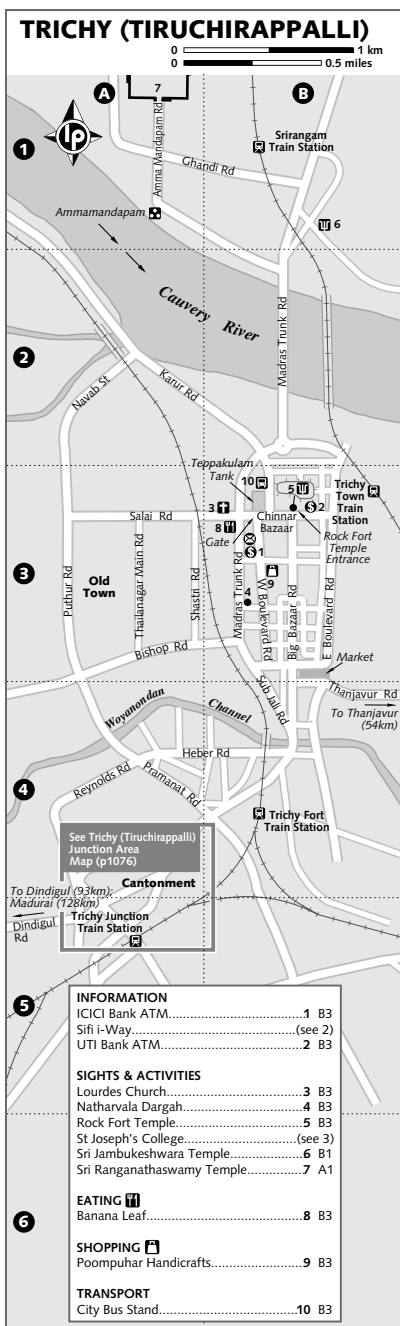 TRICHY (TIRUCHIRAPPALLI)
0 1 km
0 0.5 miles
A
B
7
1
lp
Amma Mandapam Rd
Srirangam
Train Station
Ghandi Rd
Ammamandapam
6
Cauvery River
Madras Trunk Rd
2
Navab St
Karur Rd
Teppakulam
Tank
10
5
$ 2
Trichy
Town
Train
Station
3
Salai Rd
8
Gate
Chinnar
Bazaar
Rock Fort
Temple
Entrance
$ 1
3
Old
Town
Puthur Rd
Thailanagar Main Rd
Shastri Rd
Madras Trunk Rd
4
9
W Boulevard Rd
Big Bazaar Rd
E Boulevard Rd
Bishop Rd
Market
Sub Jail Rd
Thanjavur Rd
To Thanjavur
(54km)
Woyanondan Channel
Heber Rd
4
Reynolds Rd
Pramanat Rd
Trichy Fort
Train Station
See Trichy (Tiruchirappalli)
Junction Area
Map (p1076)
Cantonment
To Dindigul (93km);
Madurai (128km)
Dindigul
Rd
Trichy Junction
Train Station
5
INFORMATION
ICICI Bank ATM..............................1 B3
Sifi i-Way..................................(see 2)
UTI Bank ATM................................2 B3
SIGHTS & ACTIVITIES
Lourdes Church..............................3 B3
Natharvala Dargah...........................4 B3
Rock Fort Temple............................5 B3
St Joseph's College........................(see 3)
Sri Jambukeshwara Temple....................6 B1
Sri Ranganathaswamy Temple..................7 A1
6
EATING
Banana Leaf.................................8 B3
SHOPPING
Poompuhar Handicrafts.......................9 B3
TRANSPORT
City Bus Stand.............................10 B3